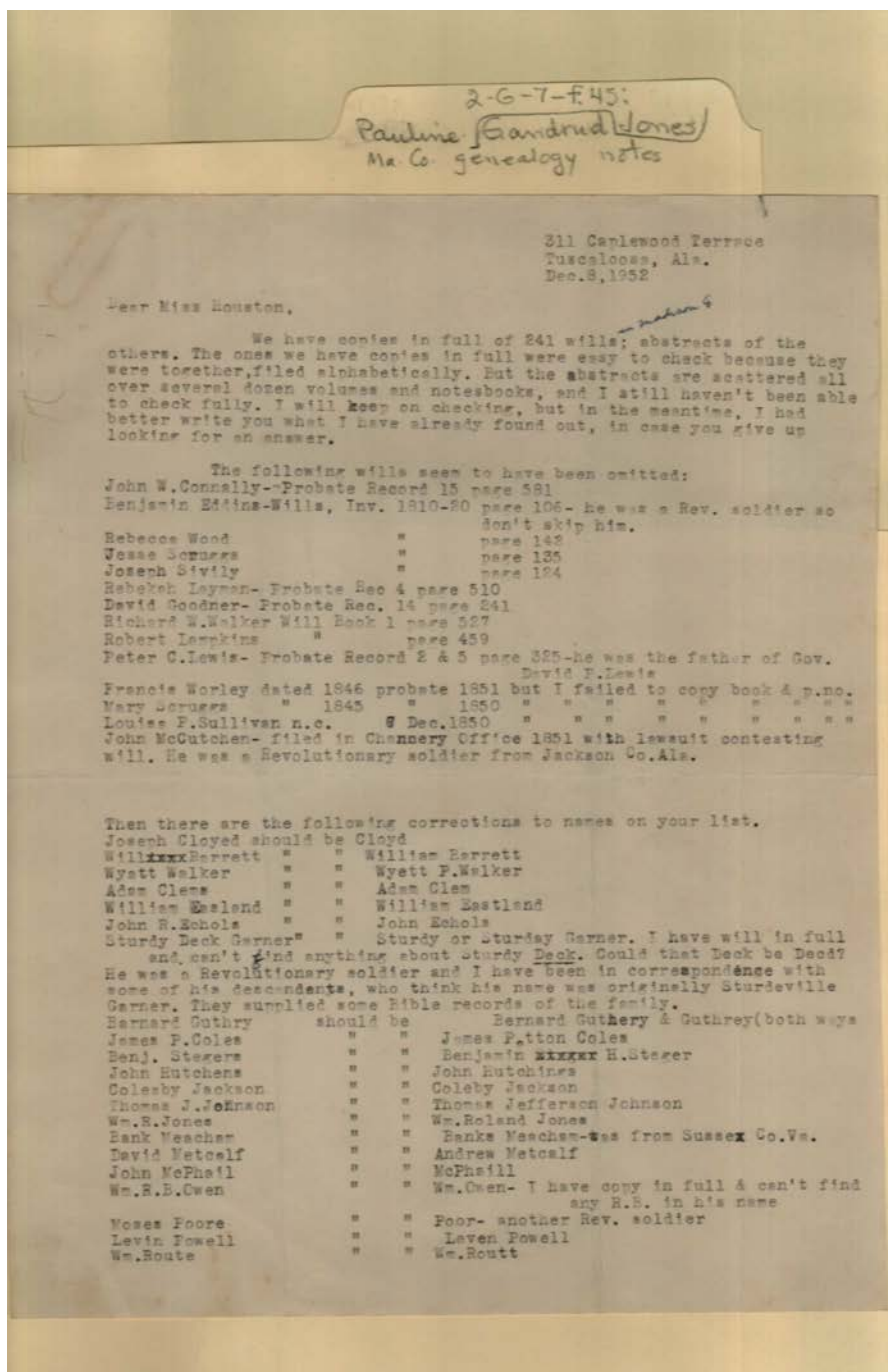 2-G-7-f.45:
Pauline Gandrud Jones
Ma. Co. genealogy notes
311 Caplewood Terrace
Tuscaloosa, Ala.
Dec.8,1952
Dear Miss Houston,
in Madison Co
We have copies in full of 241 wills; abstracts of the
others. The ones we have copies in full were easy to check because they
were together,filed alphabetically. But the abstracts are scattered all
over several dozen volumes and notesbooks, and I still haven't been able
to check fully. I will keep on checking, but in the meantime, I had
better write you what I have already found out, in case you give up
looking for an answer.
The following wills seem to have been omitted:
John W.Connally--Probate Record 15 page 581
Benjamin Eddins-Wills, Inv. 1810-20 page 106- he was a Rev. soldier so
don't skip him.
Rebecca Wood " page 142
Jesse Scruggs " page 135
Joseph Sivily " page 124
Rebekah Layman- Probate Rec 4 page 510
David Goodner- Probate Rec. 14 page 241
Richard W.Walker Will Book 1 page 527
Robert Lampkins " page 459
Peter C.Lewis- Probate Record 2 & 5 page 325-he was the father of Gov.
David P.Lewis
Francis Worley dated 1846 probate 1851 but I failed to copy book & p.no.
Mary Scruggs " 1845 " 1850 " " " " " " " "
Louisa P.Sullivan n.c. 8 Dec.1850 " " " " " " " "
John McCutchen- filed in Chancery Office 1851 with lawsuit contesting
will. He was a Revolutionary soldier from Jackson Co.Ala.
Then there are the following corrections to names on your list.
Joseph Cloyed should be Cloyd
Willxxxx Barrett " " William Barrett
Wyatt Walker " " Wyatt P.Walker
Adam Clems " " Adam Clem
William Easland " " William Eastland
John R.Echols " " John Echols
Sturdy Deck Garner" " Sturdy or Sturday Garner. I have will in full
and can't find anything about Sturdy Deck. Could that Deck be Decd?
He was a Revolutionary soldier and I have been in correspondence with
some of his descendents, who think his name was originally Sturdeville
Garner. They supplied some Bible records of the family.
Barnard Guthry should be Bernard Guthery & Guthrey(both ways
James P.Coles " " James Patton Coles
Benj. Stegers " " Benjamin xxxxxx H.Steger
John Hutchens " " John Hutchings
Colesby Jackson " " Coleby Jackson
Thomas J.Johnson " " Thomas Jefferson Johnson
Wm.R.Jones " " Wm.Roland Jones
Bank Meacham " " Banks Meacham-was from Sussex Co.Va.
David Metcalf " " Andrew Metcalf
John McPhail " " McPhaill
Wm.R.B.Owen " " Wm.Owen- I have copy in full & can't find
any R.B. in his name
Moses Poore " " Poor- another Rev. soldier
Levin Powell " " Leven Powell
Wm.Route " " Wm.Routt